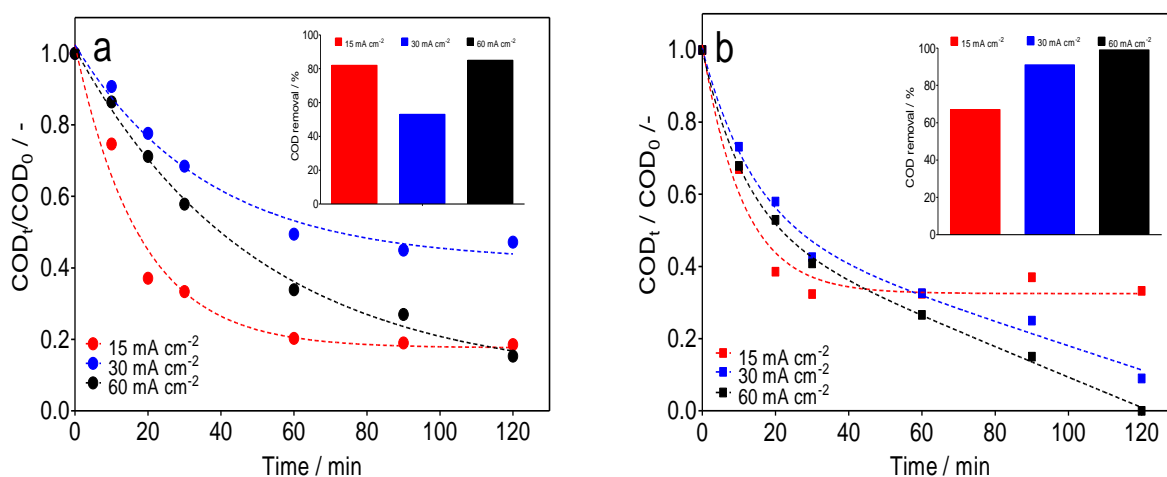 a
CODₜ/COD₀ / -
1.0
0.8
0.6
0.4
0.2
0.0
0 20 40 60 80 100 120
Time / min
15 mA cm⁻²
30 mA cm⁻²
60 mA cm⁻²
15 mA cm⁻² 30 mA cm⁻² 60 mA cm⁻²
COD removal / %
100
80
60
40
20
0
b
CODₜ / COD₀ / -
1.0
0.8
0.6
0.4
0.2
0.0
0 20 40 60 80 100 120
Time / min
15 mA cm⁻²
30 mA cm⁻²
60 mA cm⁻²
15 mA cm⁻² 30 mA cm⁻² 60 mA cm⁻²
COD removal / %
100
80
60
40
20
0